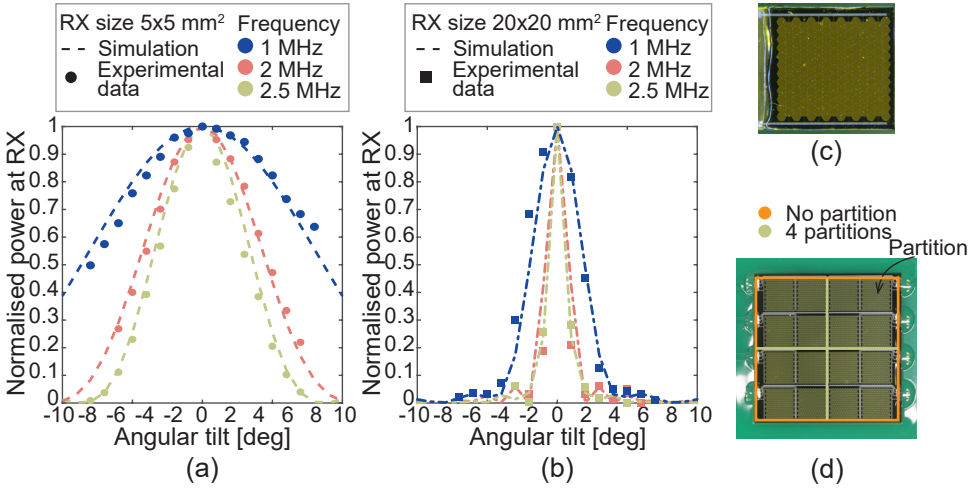 RX size 5x5 mm² Frequency
Simulation
Experimental data
1 MHz
2 MHz
2.5 MHz
Normalised power at RX
1
0.9
0.8
0.7
0.6
0.5
0.4
0.3
0.2
0.1
0
-10 -8 -6 -4 -2 0 2 4 6 8 10
Angular tilt [deg]
(a)
RX size 20x20 mm² Frequency
Simulation
Experimental data
1 MHz
2 MHz
2.5 MHz
Normalised power at RX
1
0.9
0.8
0.7
0.6
0.5
0.4
0.3
0.2
0.1
0
-10 -8 -6 -4 -2 0 2 4 6 8 10
Angular tilt [deg]
(b)
(c)
No partition
4 partitions
Partition
(d)